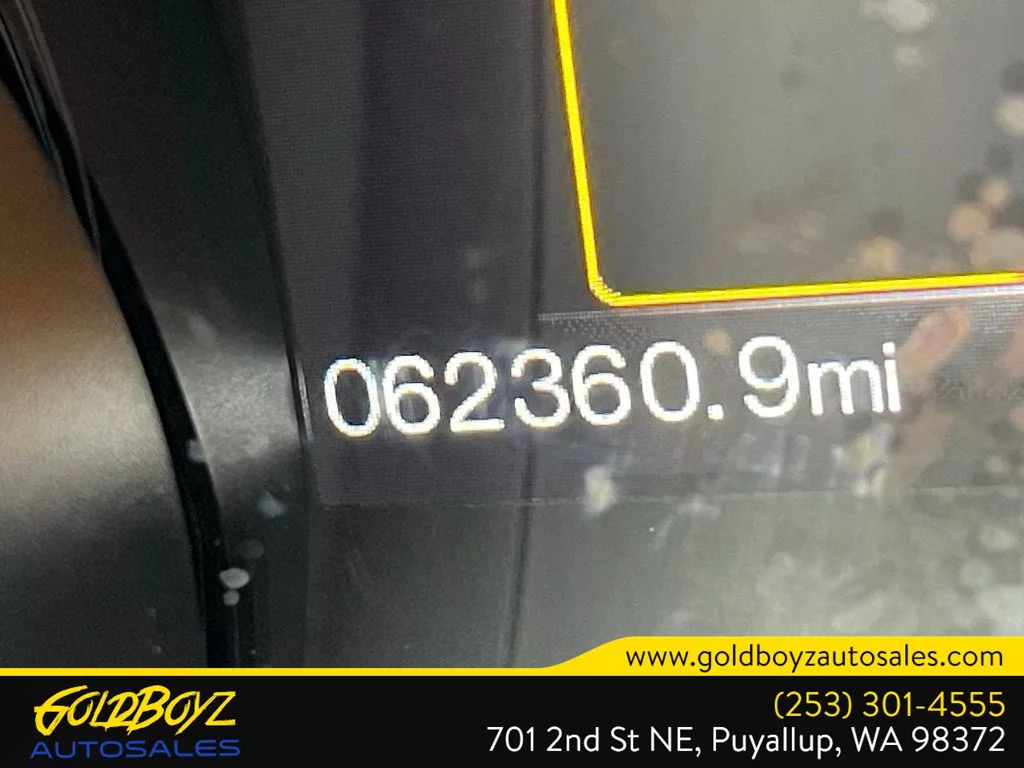 062360.9mi
www.goldboyzautosales.com
GOLDBOYZ
AUTOSALES
(253) 301-4555
701 2nd St NE, Puyallup, WA 98372